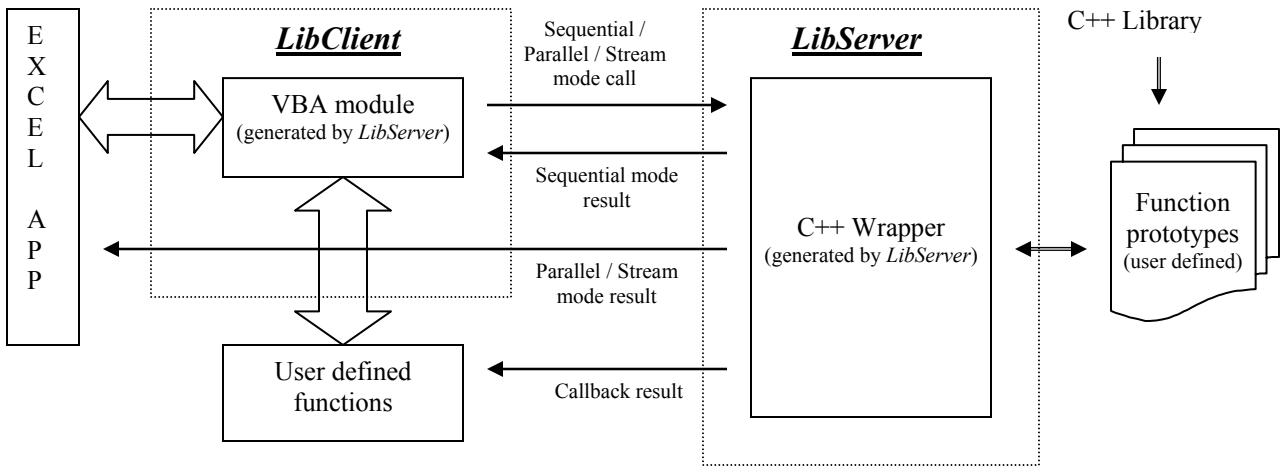 E
X
C
E
L
A
P
P
LibClient
VBA module
(generated by LibServer)
User defined
functions
Sequential /
Parallel / Stream
mode call
Sequential mode
result
Parallel / Stream
mode result
Callback result
LibServer
C++ Wrapper
(generated by LibServer)
C++ Library
Function
prototypes
(user defined)